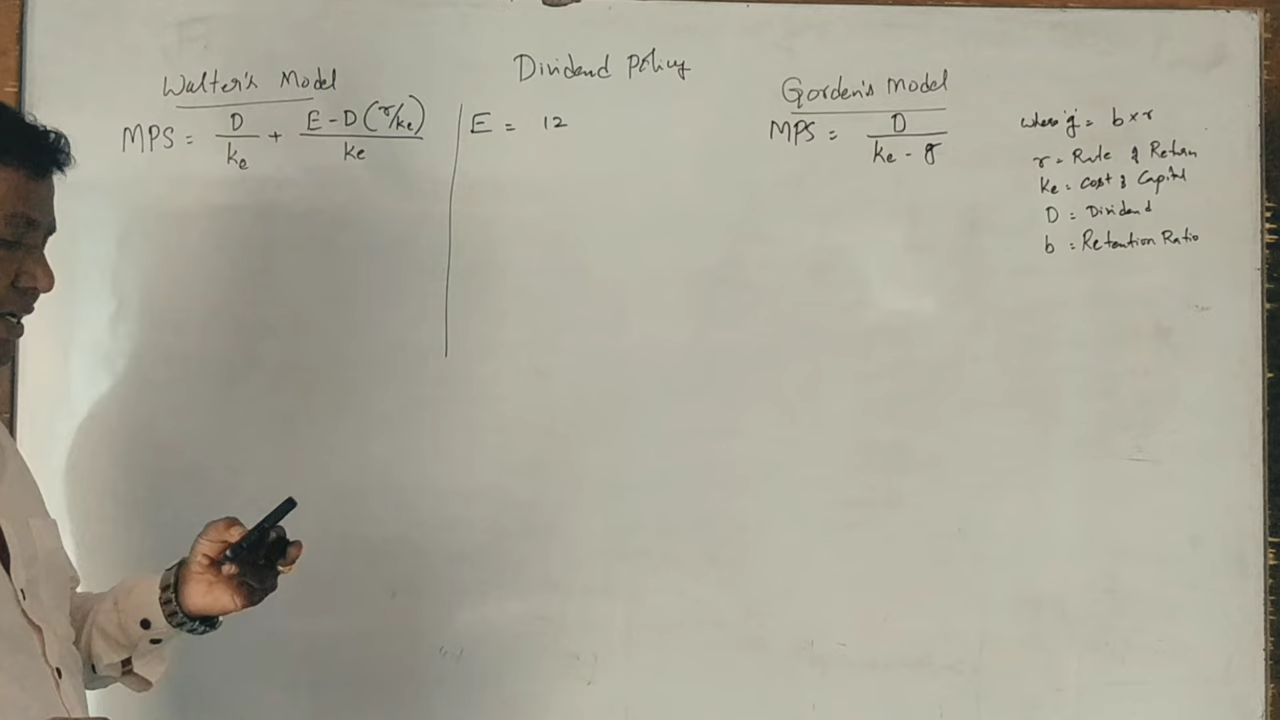 Dividend Policy
Walter's Model
MPS = D/ke + E - D (r/ke)/ke
E = 12
Gorden's Model
MPS = D/ke - g
where 'g' = b x r
r = Rate of Return
ke = Cost of Capital
D = Dividend
b = Retention Ratio